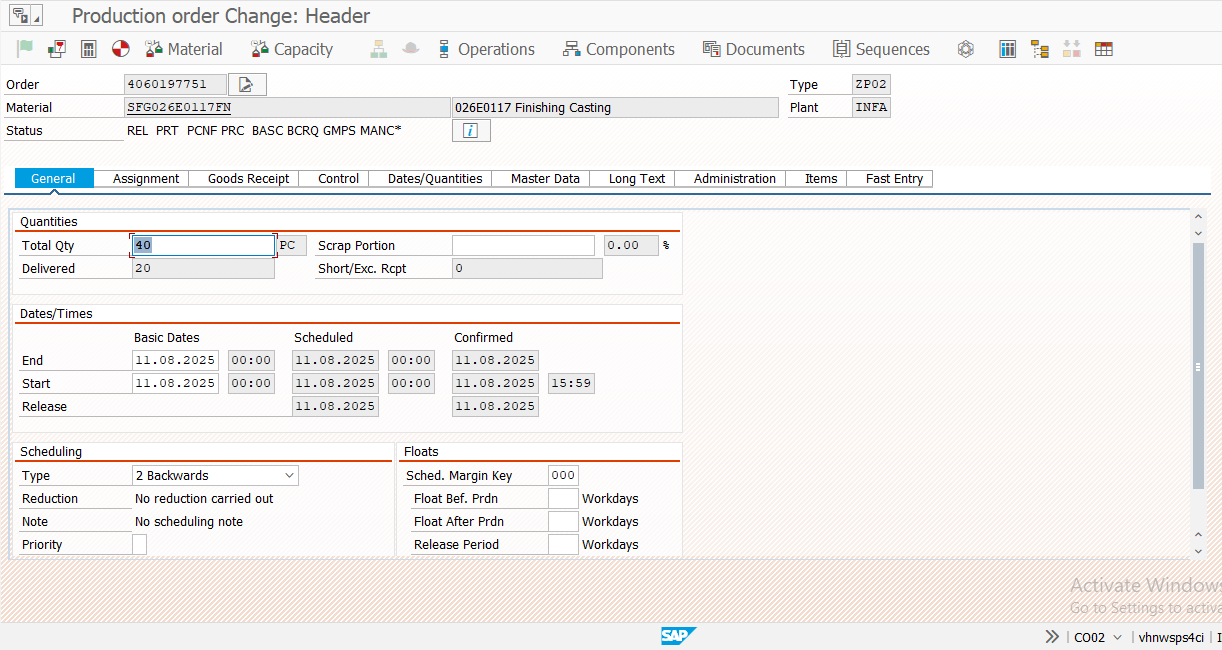 Production order Change: Header
Material Capacity Operations Components Documents Sequences
Order 4060197751 Type ZP02
Material SFG026E0117FN 026E0117 Finishing Casting Plant INFA
Status REL PRT PCNF PRC BASC BCRQ GMPS MANC*
General Assignment Goods Receipt Control Dates/Quantities Master Data Long Text Administration Items Fast Entry
Quantities
Total Qty 40 PC Scrap Portion 0.00 %
Delivered 20 Short/Exc. Rcpt 0
Dates/Times
Basic Dates Scheduled Confirmed
End 11.08.2025 00:00 11.08.2025 00:00 11.08.2025
Start 11.08.2025 00:00 11.08.2025 00:00 11.08.2025 15:59
Release 11.08.2025 11.08.2025
Scheduling Floats
Type 2 Backwards Sched. Margin Key 000
Reduction No reduction carried out Float Bef. Prdn Workdays
Note No scheduling note Float After Prdn Workdays
Priority Release Period Workdays
Activate Windows
Go to Settings to activa
SAP CO02 vhnwsps4ci